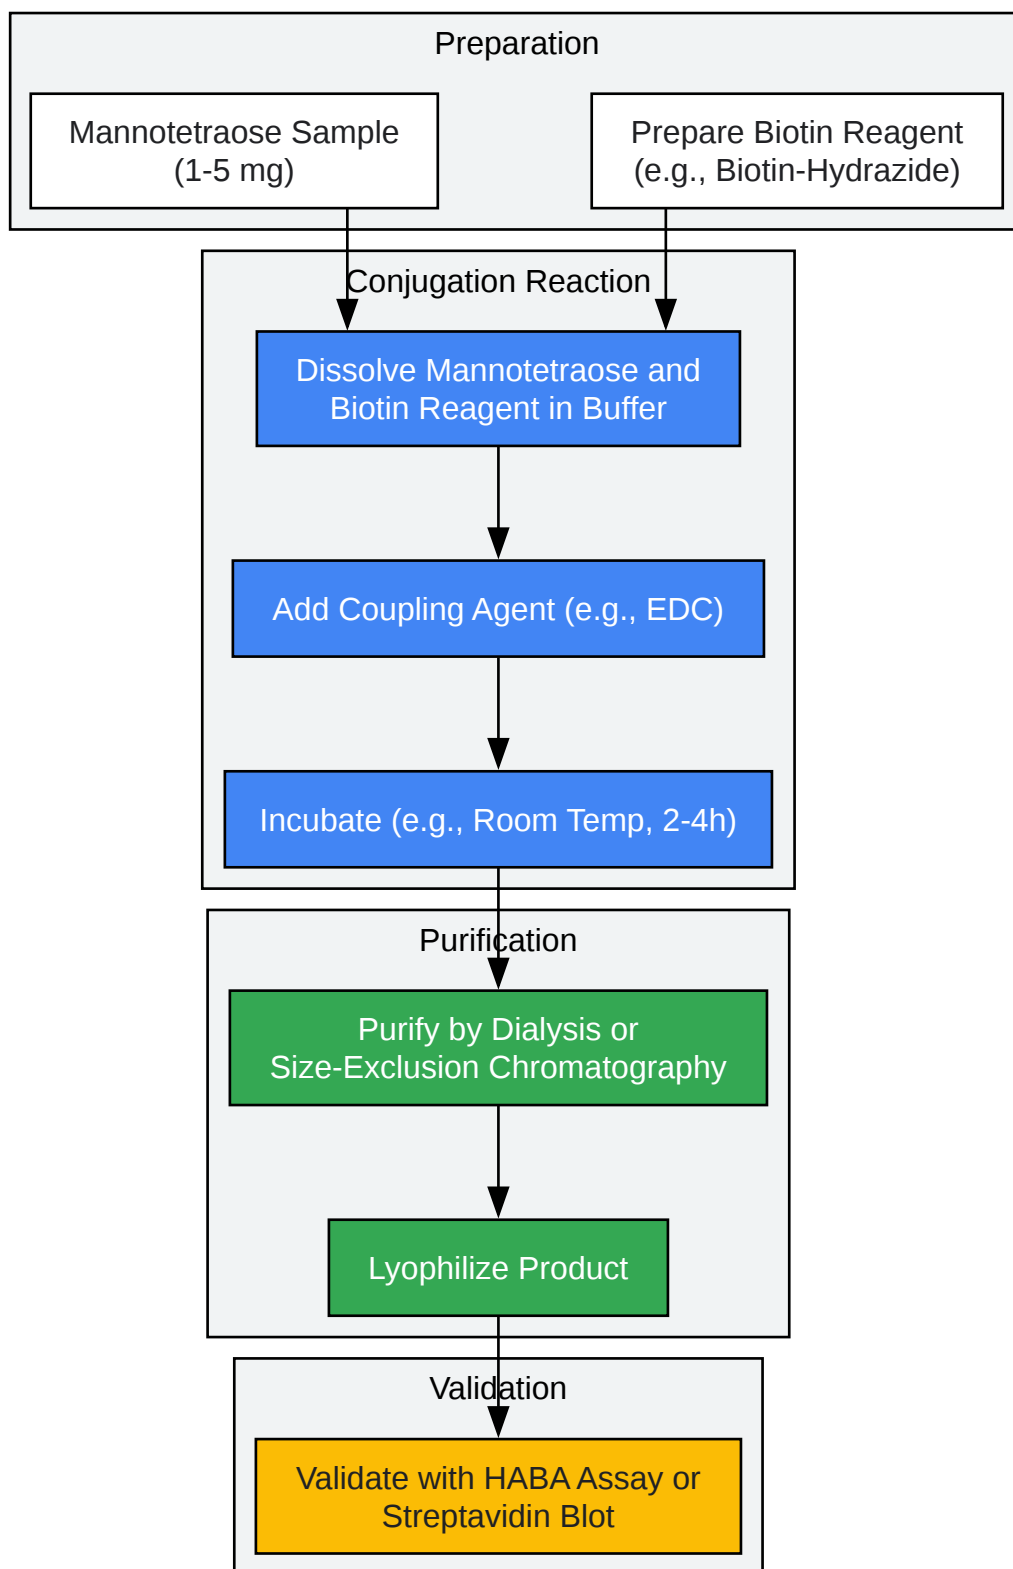 Preparation
Mannotetraose Sample
(1-5 mg)
Prepare Biotin Reagent
(e.g., Biotin-Hydrazide)
Conjugation Reaction
Dissolve Mannotetraose and
Biotin Reagent in Buffer
Add Coupling Agent (e.g., EDC)
Incubate (e.g., Room Temp, 2-4h)
Purification
Purify by Dialysis or
Size-Exclusion Chromatography
Lyophilize Product
Validation
Validate with HABA Assay or
Streptavidin Blot